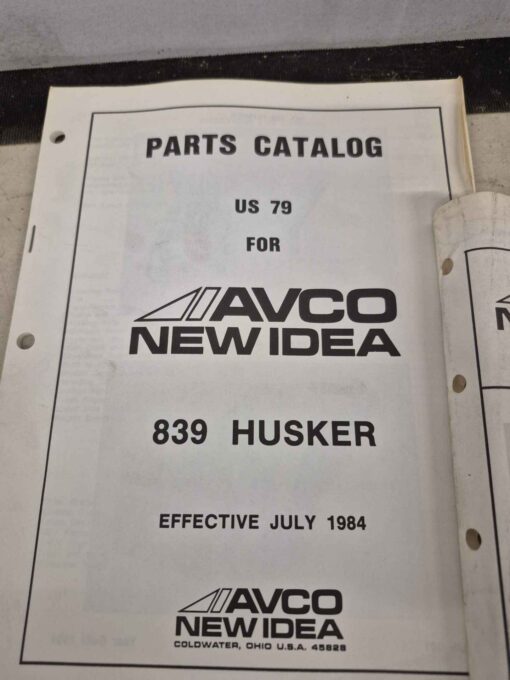 PARTS CATALOG
US 79
FOR
AVCO
NEW IDEA
839 HUSKER
EFFECTIVE JULY 1984
AVCO
NEW IDEA
COLDWATER, OHIO U.S.A. 45828